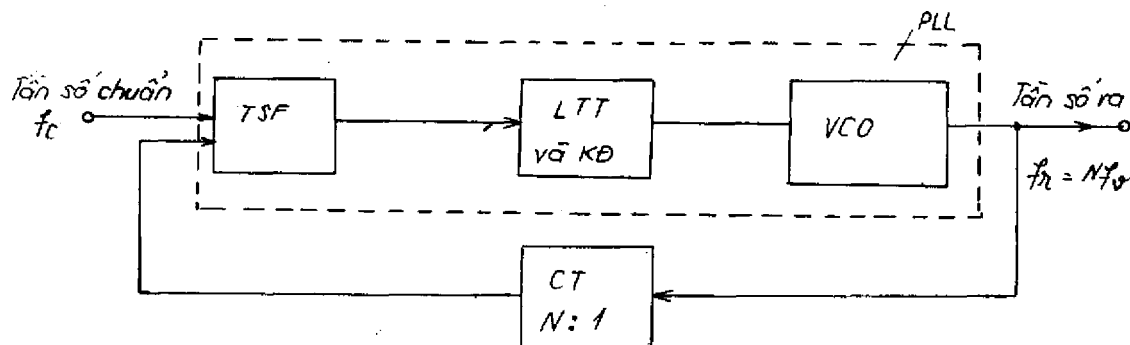 PLL
Tần số chuẩn
fc
TSF
LTT
và KĐ
VCO
Tần số ra
fr = Nfv
CT
N: 1